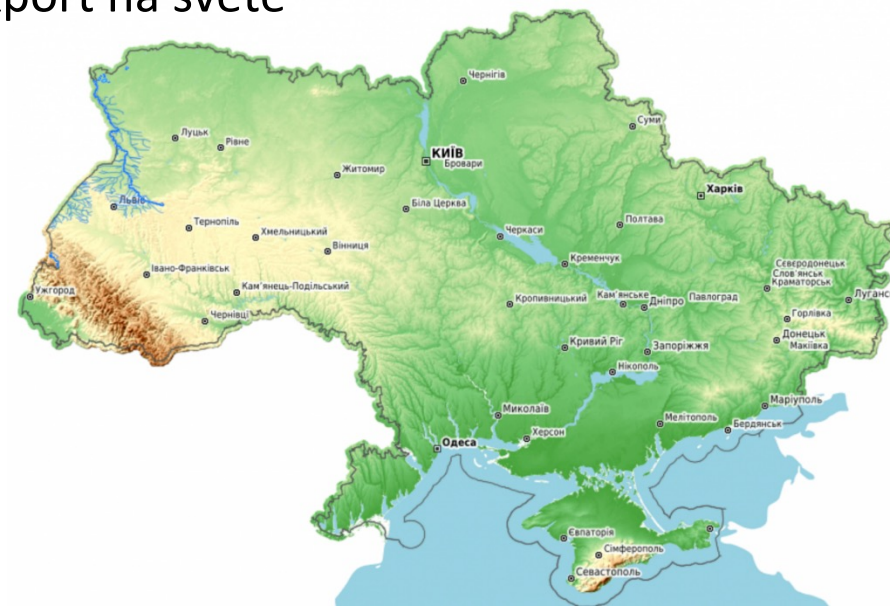 port na svete
Чернігів
Суми
Луцьк
Рівне
КИЇВ
Бровари
Житомир
Харків
Львів
Біла Церква
Полтава
Тернопіль
Хмельницький
Черкаси
Вінниця
Кременчук
Івано-Франківськ
Сєвєродонецьк
Слов'янськ
Краматорськ
Ужгород
Кам'янець-Подільський
Кропивницький
Кам'янське
Дніпро
Павлоград
Луганс
Чернівці
Горлівка
Донецьк
Макіївка
Кривий Ріг
Запоріжжя
Нікополь
Маріуполь
Миколаїв
Мелітополь
Бердянськ
Херсон
Одеса
Євпаторія
Сімферополь
Севастополь